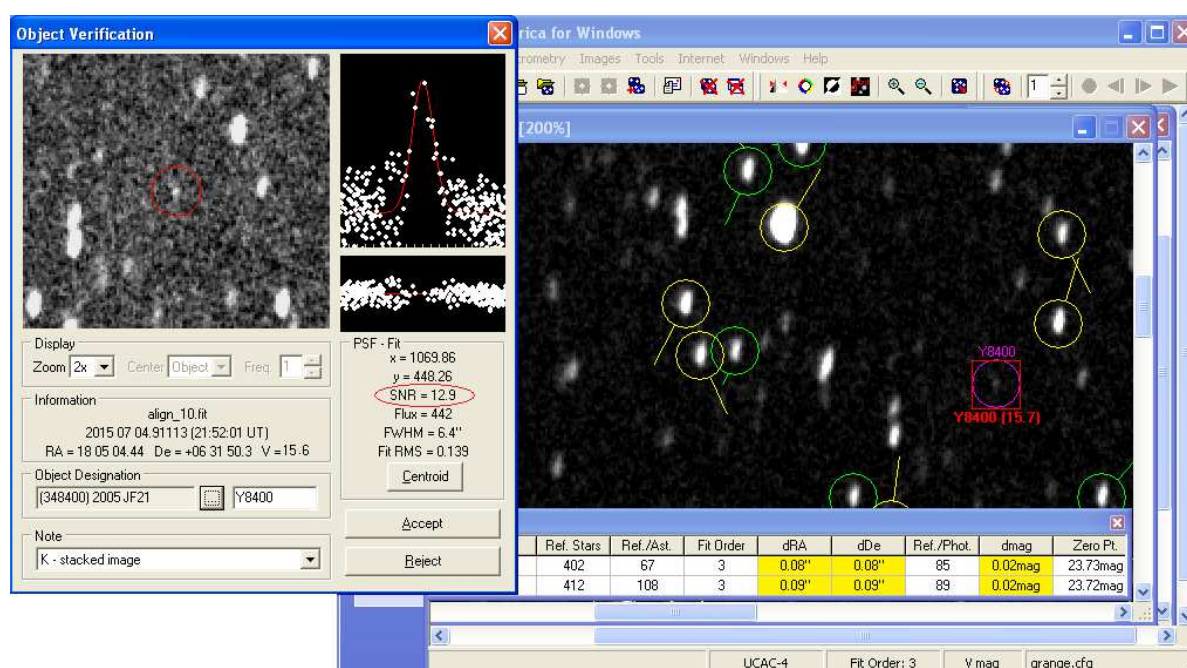 Object Verification
Display
Zoom 2x Center Object Freq. 1
Information
align_10.fit
2015 07 04.91113 (21:52:01 UT)
RA = 18 05 04.44 De = +06 31 50.3 V =15.6
Object Designation
(348400) 2005 JF21 ... Y8400
Note
K - stacked image
PSF - Fit
x = 1069.86
y = 448.26
SNR = 12.9
Flux = 442
FWHM = 6.4"
Fit RMS = 0.139
Centroid
Accept
Reject
rica for Windows
rometry Images Tools Internet Windows Help
1
[200%]
Y8400
Y8400 (15.7)
Ref. Stars Ref./Ast. Fit Order dRA dDe Ref./Phot. dmag Zero Pt.
402 67 3 0.08" 0.08" 85 0.02mag 23.73mag
412 108 3 0.09" 0.09" 89 0.02mag 23.72mag
UCAC-4 Fit Order: 3 V mag grange.cfg